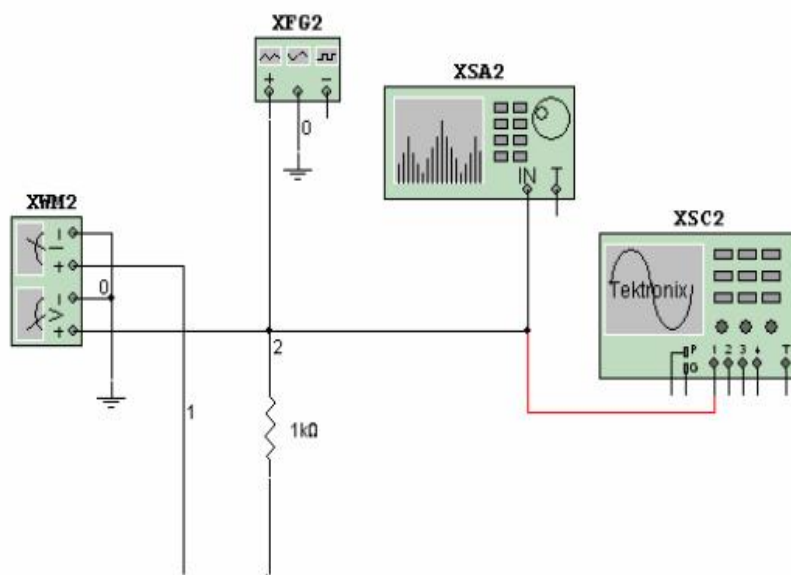 XFG2
+ -
0
XSA2
IN T
XWM2
I
+
0
V
+
XSC2
Tektronix
P
G
1 2 3 4 T
2
1kΩ
1